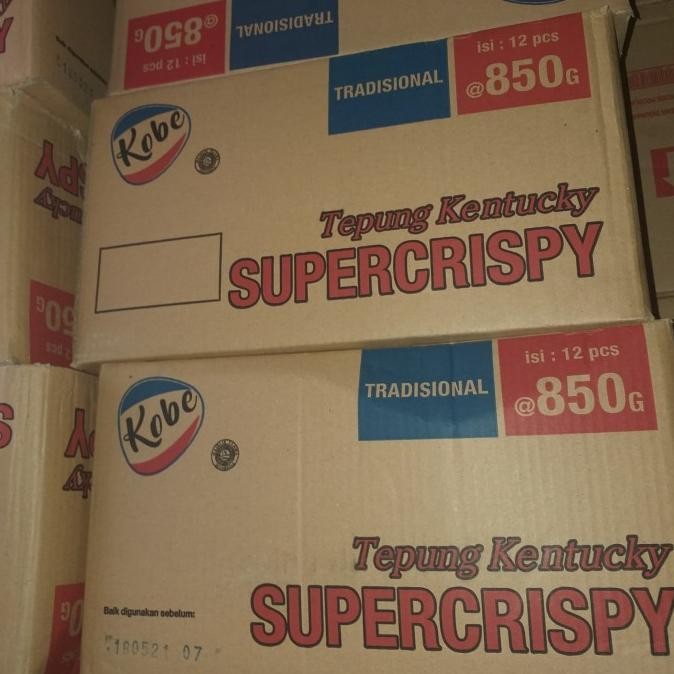 @850G
isi : 12 pcs
TRADISIONAL
Kobe
TRADISIONAL
isi : 12 pcs
@850G
Tepung Kentucky
SUPERCRISPY
Kobe
TRADISIONAL
isi : 12 pcs
@850G
Tepung Kentucky
SUPERCRISPY
Baik digunakan sebelum:
180521 07